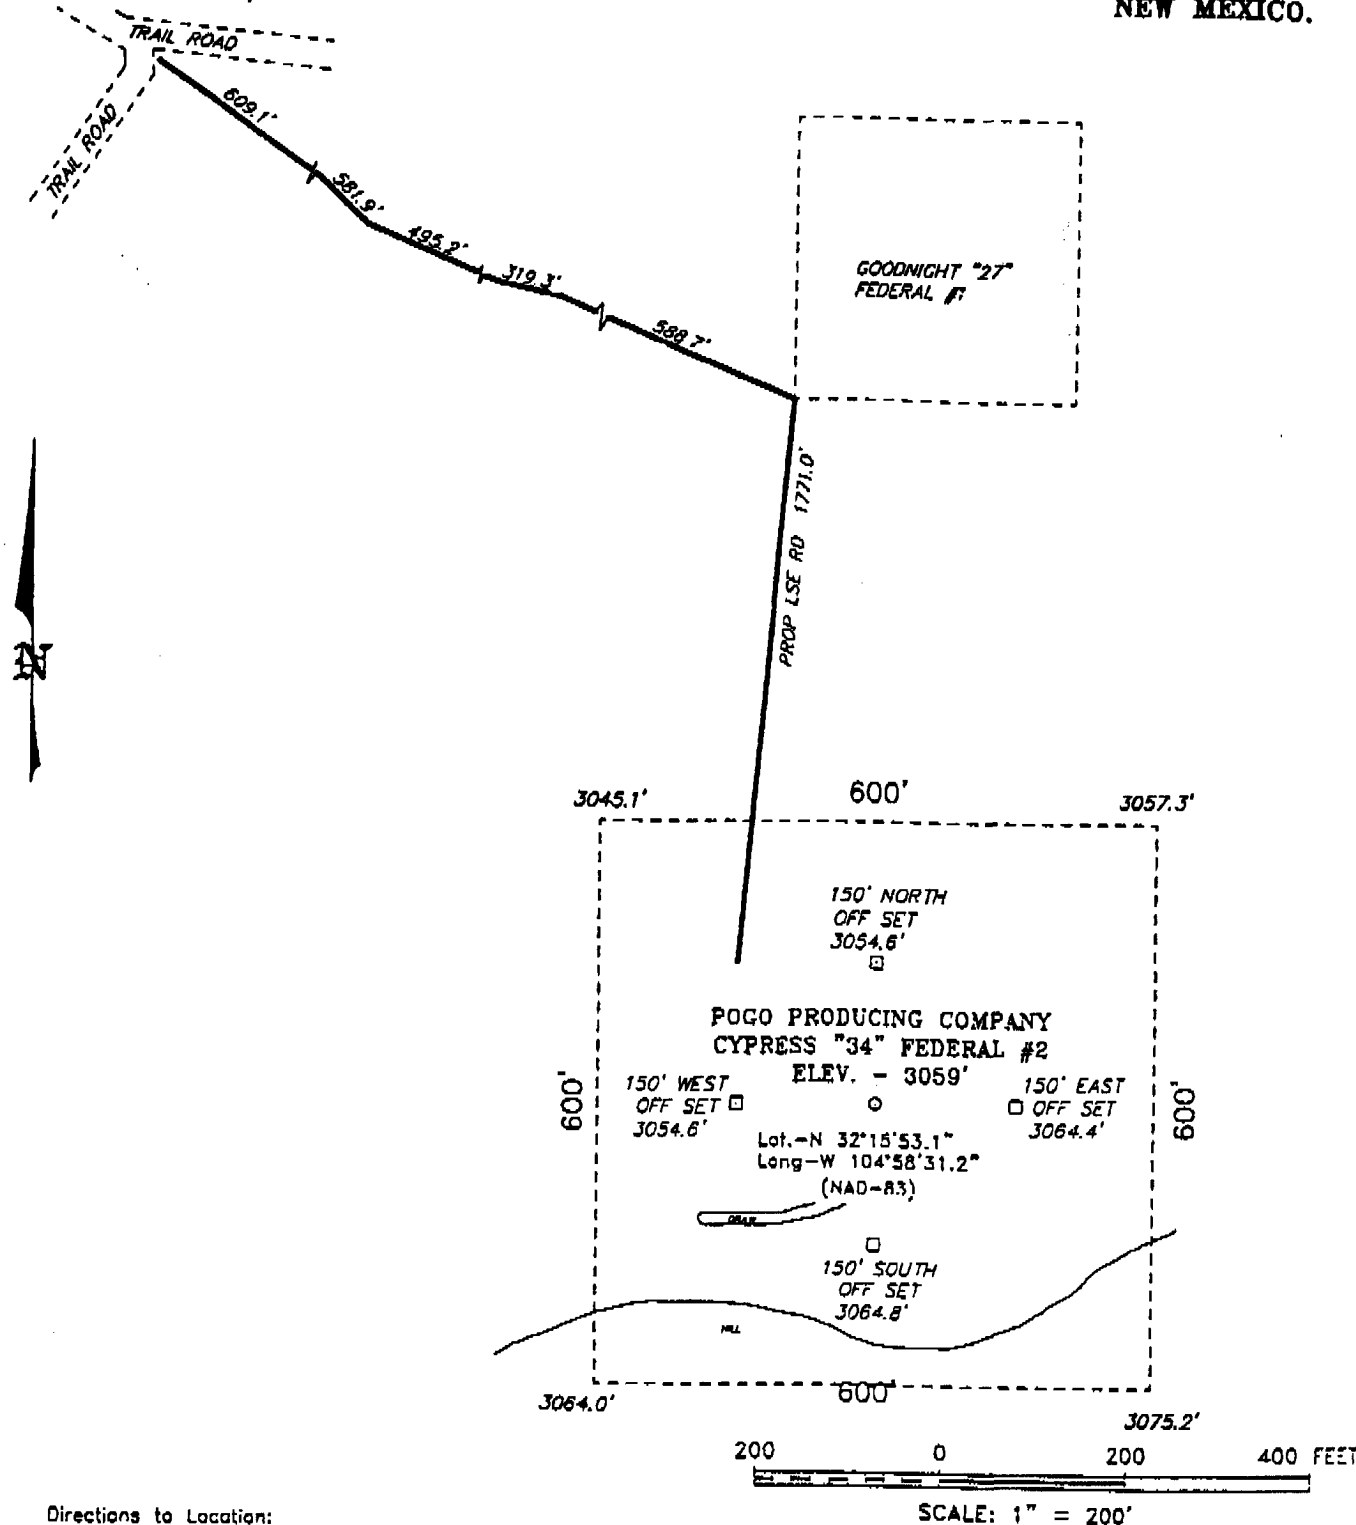 NEW MEXICO.
TRAIL ROAD
TRAIL ROAD
609.1'
581.9'
495.2'
319.3'
588.7'
GOODNIGHT "27"
FEDERAL
PROP LSE RD 1771.0'
N
3045.1'
600'
3057.3'
150' NORTH
OFF SET
3054.6'
POGO PRODUCING COMPANY
CYPRESS "34" FEDERAL #2
ELEV. - 3059'
600'
150' WEST
OFF SET
3054.6'
150' EAST
OFF SET
3064.4'
600'
Lat.-N 32°15'53.1"
Long-W 104°58'31.2"
(NAD-83)
150' SOUTH
OFF SET
3064.8'
HILL
3064.0'
600'
3075.2'
200 0 200 400 FEET
SCALE: 1" = 200'
Directions to Location: